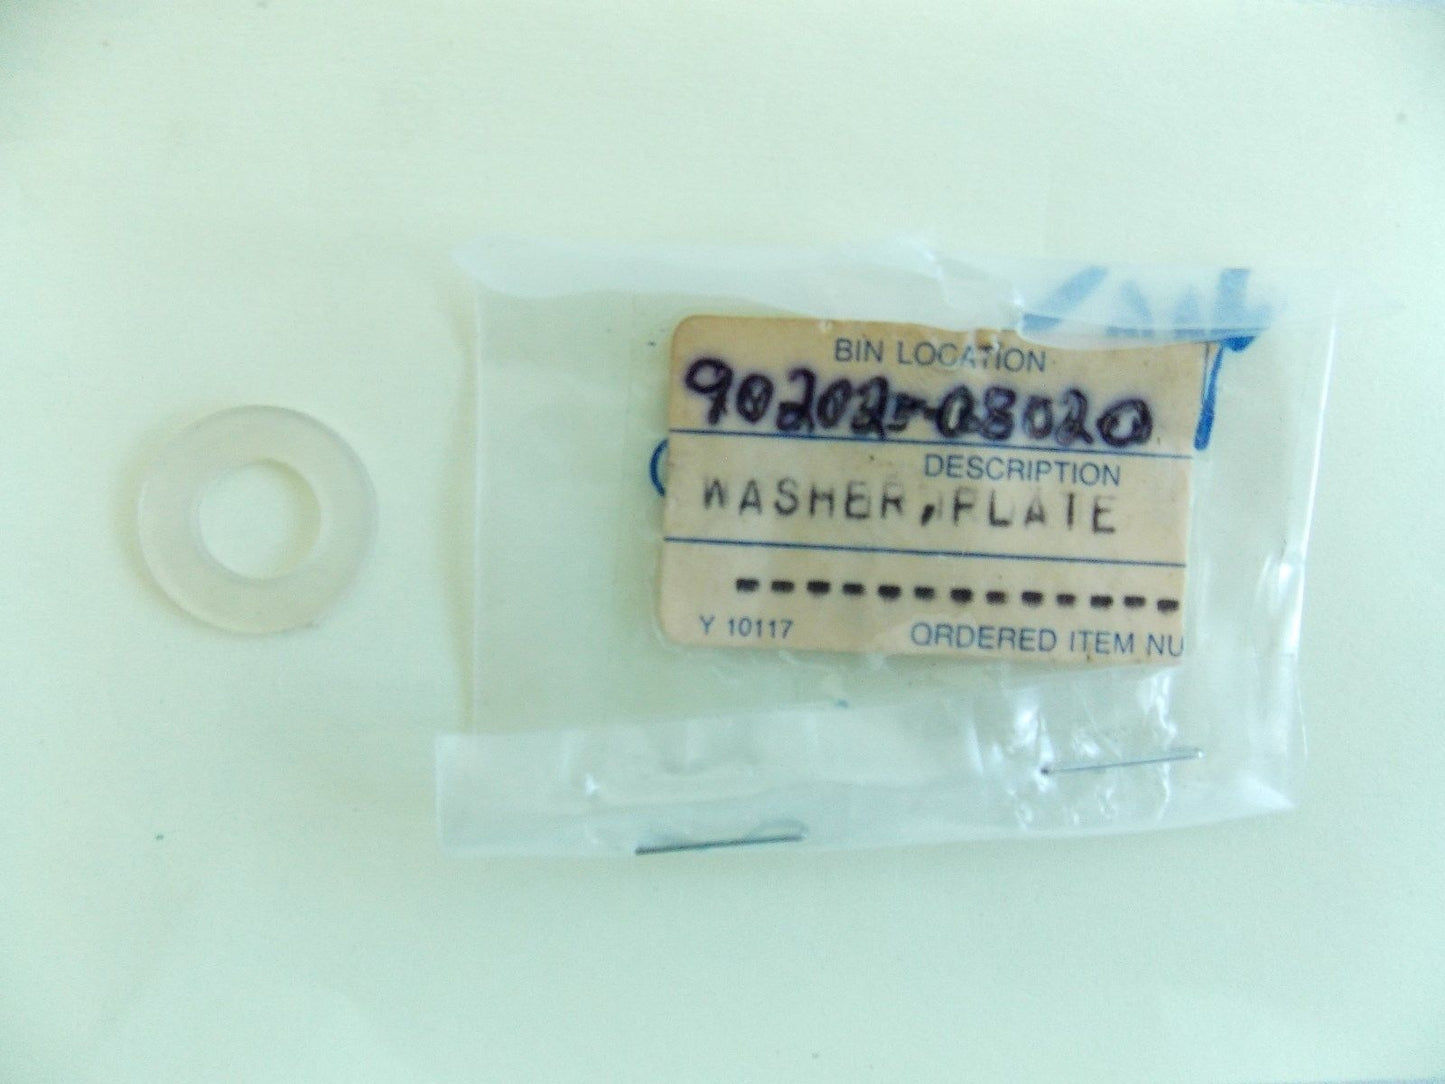 BIN LOCATION
90202-08020
DESCRIPTION
WASHER, PLATE
- - - - - - - - - - - - -
Y 10117 ORDERED ITEM NU